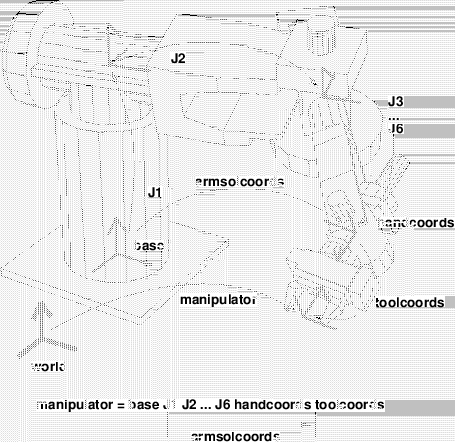 J2
J3
...
J6
armsolcoords
J1
handcoords
base
manipulator
toolcoords
world
manipulator = base J1 J2 ... J6 handcoords toolcoords
armsolcoords